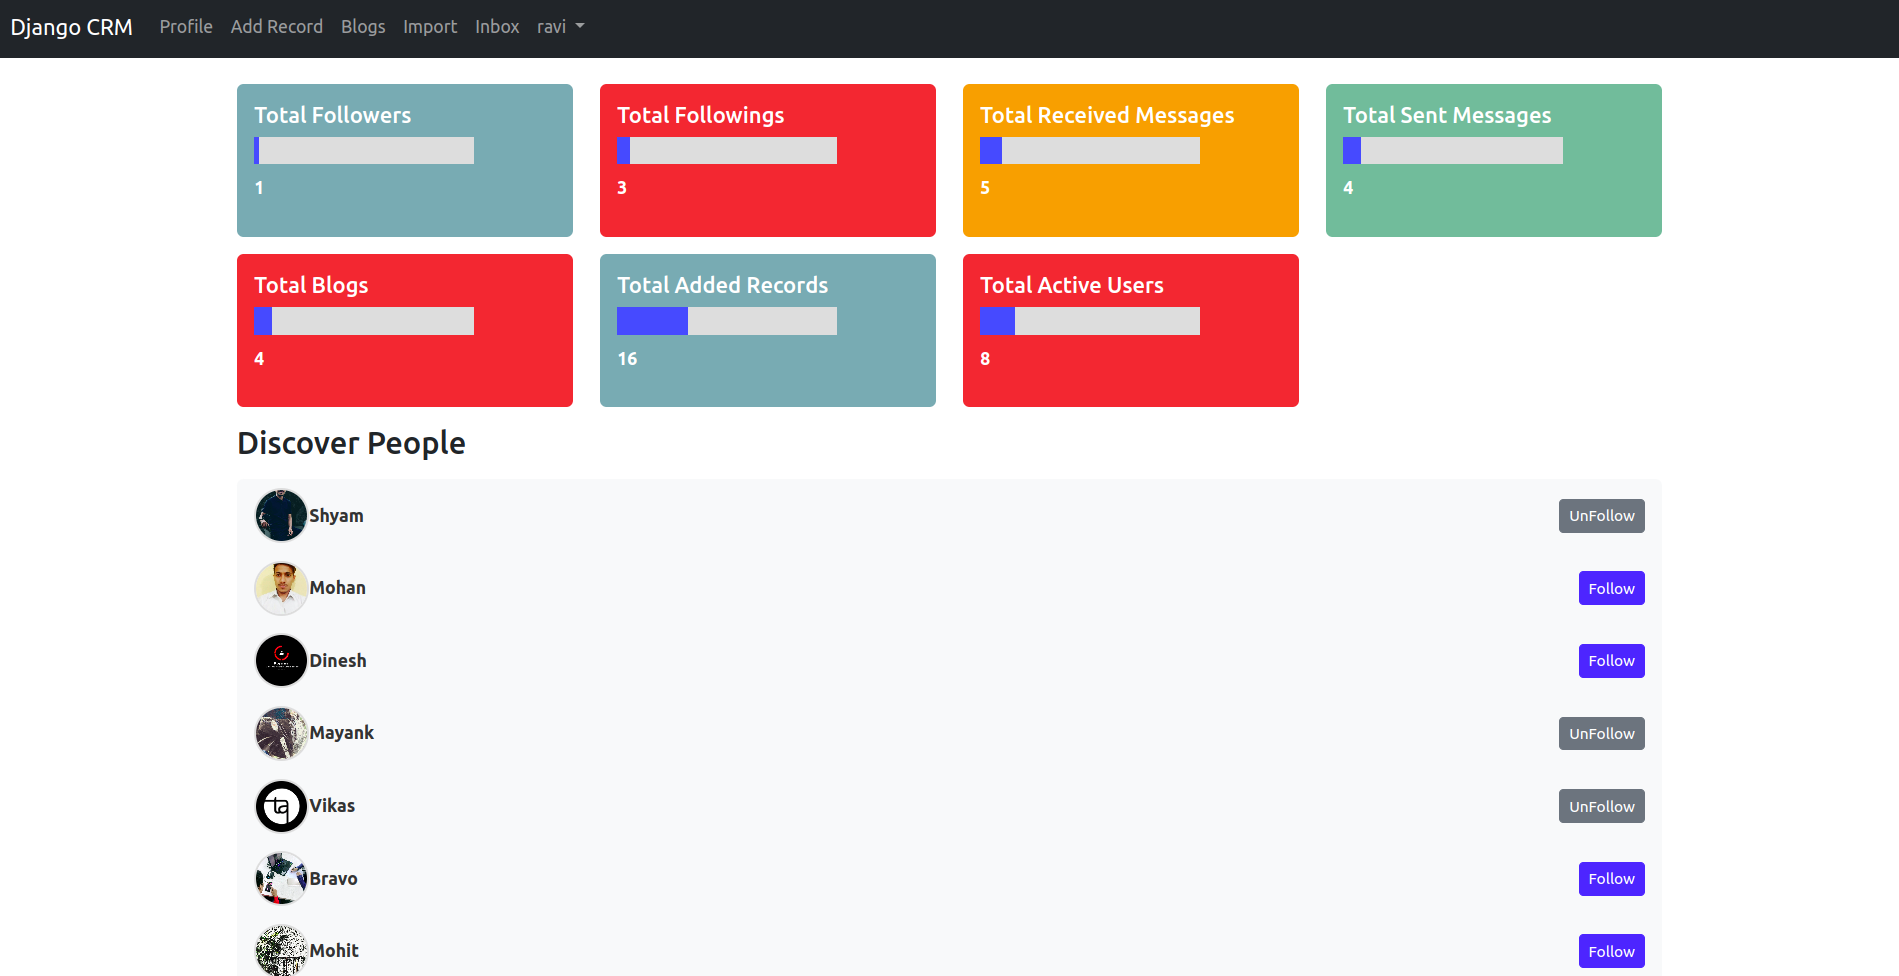 Django CRM Profile Add Record Blogs Import Inbox ravi
Total Followers
1
Total Followings
3
Total Received Messages
5
Total Sent Messages
4
Total Blogs
4
Total Added Records
16
Total Active Users
8
Discover People
Shyam UnFollow
Mohan Follow
Dinesh Follow
Mayank UnFollow
ta
Vikas UnFollow
Bravo Follow
Mohit Follow